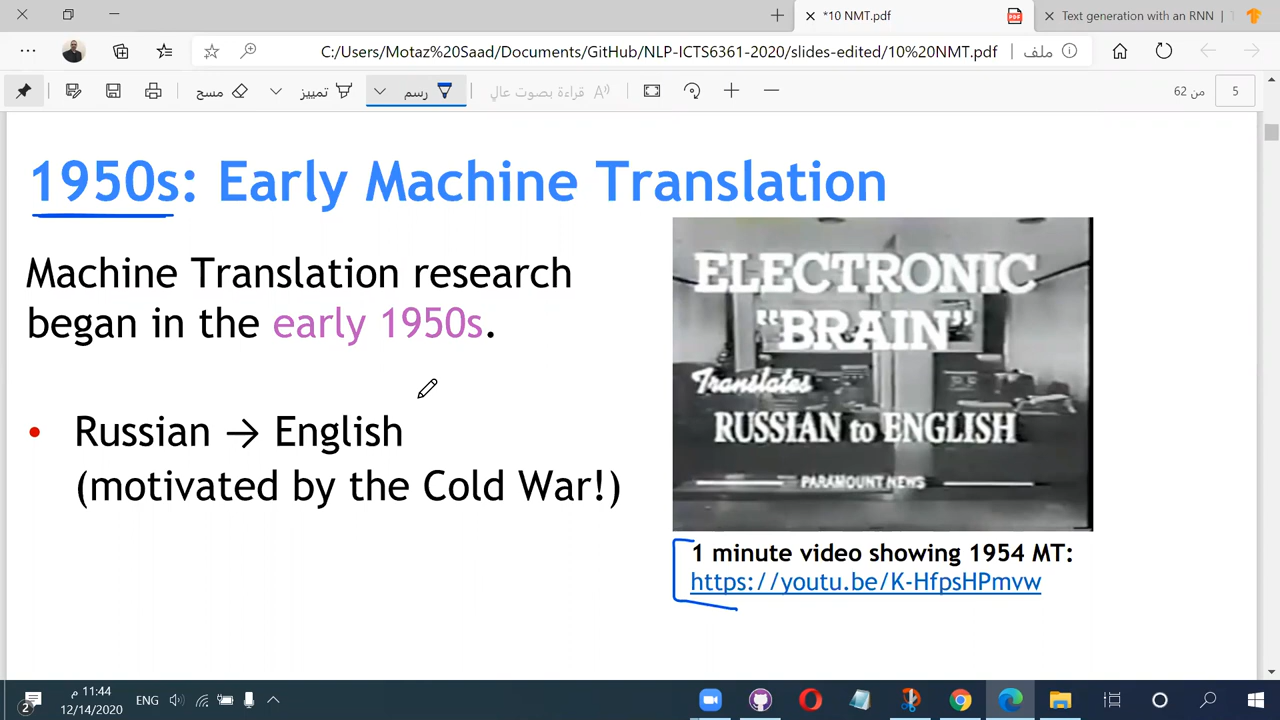 *10 NMT.pdf
Text generation with an RNN
C:/Users/Motaz%20Saad/Documents/GitHub/NLP-ICTS6361-2020/slides-edited/10%20NMT.pdf
ملف
مسح
تمييز
رسم
قراءة بصوت عالٍ
62 من
5
1950s: Early Machine Translation
Machine Translation research
began in the early 1950s.
• Russian → English
(motivated by the Cold War!)
ELECTRONIC
"BRAIN"
Translates
RUSSIAN to ENGLISH
PARAMOUNT NEWS
1 minute video showing 1954 MT:
https://youtu.be/K-HfpsHPmvw
2
11:44 م
12/14/2020
ENG